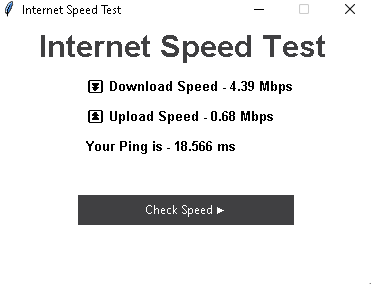 Internet Speed Test
Internet Speed Test
⏬ Download Speed - 4.39 Mbps
⏫ Upload Speed - 0.68 Mbps
Your Ping is - 18.566 ms
Check Speed ►